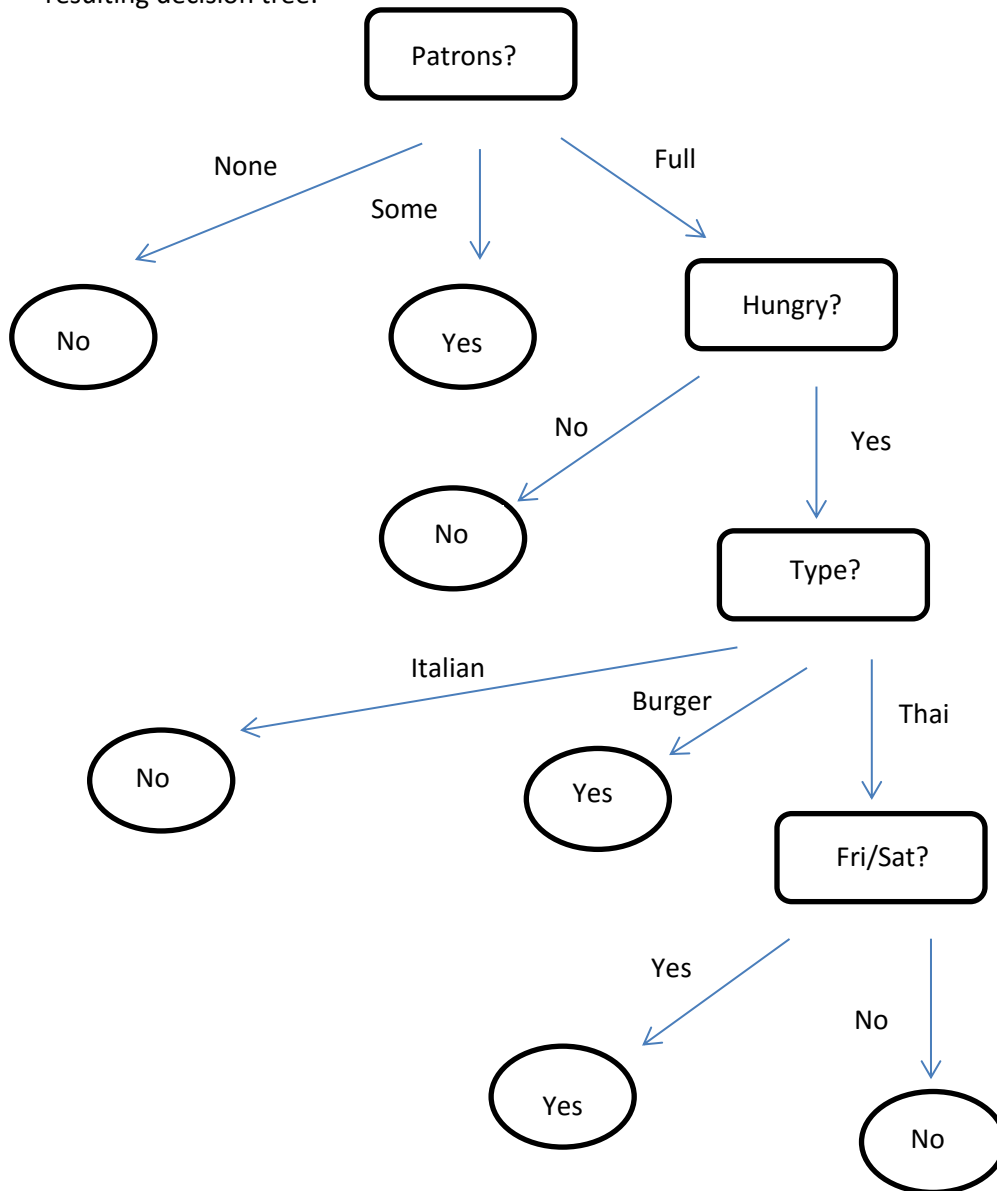 resulting decision tree.
Patrons?
None
Some
Full
No
Yes
Hungry?
No
Yes
No
Type?
Italian
Burger
Thai
No
Yes
Fri/Sat?
Yes
No
Yes
No